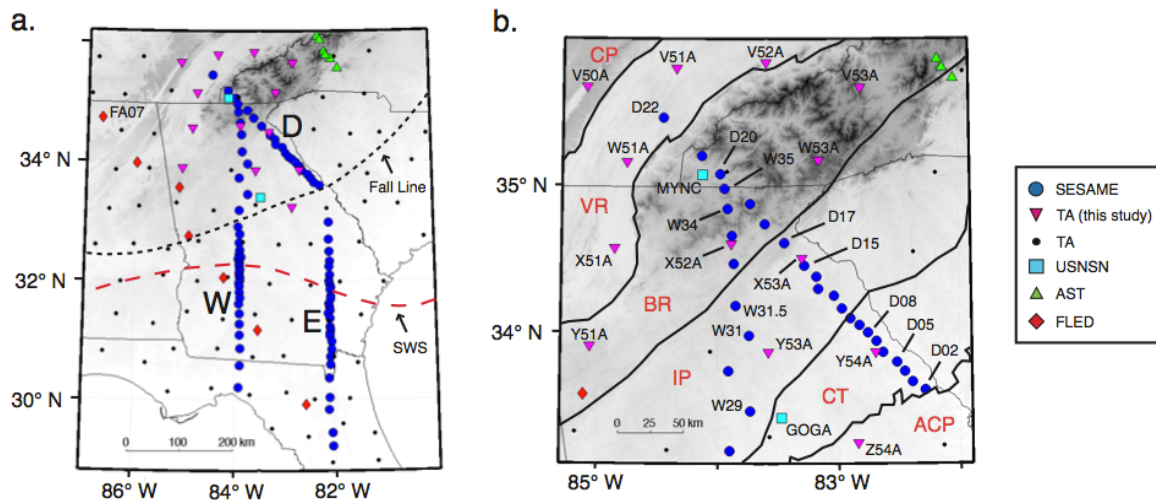 a.
FA07
D
34° N
Fall Line
32° N
W
E
SWS
30° N
0 100 200 km
86° W 84° W 82° W
b.
CP
V51A
V52A
V50A
V53A
D22
W51A
D20
W35
W53A
35° N
MYNC
VR
W34
D17
X51A
X52A
D15
X53A
BR
W31.5
D08
34° N
Y51A
W31
Y53A
D05
Y54A
D02
IP
CT
W29
ACP
0 25 50 km
GOGA
Z54A
85° W 83° W
SESAME
TA (this study)
TA
USNSN
AST
FLED